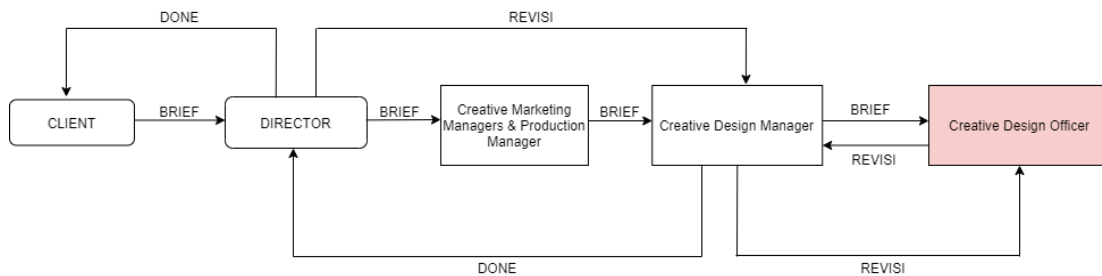 DONE
REVISI
CLIENT
BRIEF
DIRECTOR
BRIEF
Creative Marketing
Managers & Production
Manager
BRIEF
Creative Design Manager
BRIEF
REVISI
Creative Design Officer
DONE
REVISI